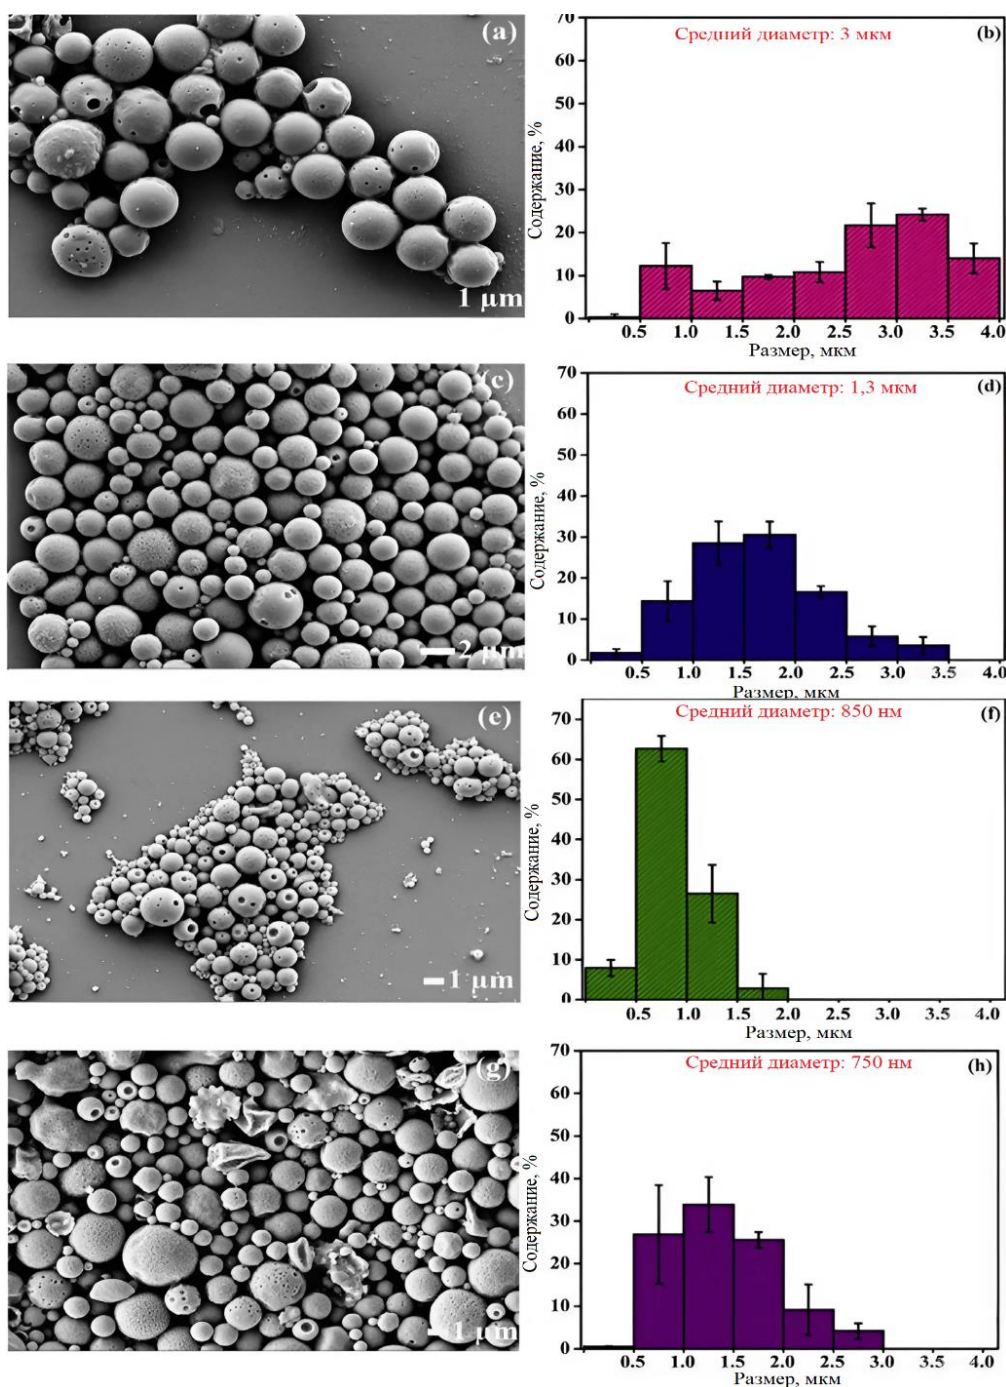 (a)
1 µm
(b)
Средний диаметр: 3 мкм
Содержание, %
70
60
50
40
30
20
10
0
0.5 1.0 1.5 2.0 2.5 3.0 3.5 4.0
Размер, мкм
(c)
2 µm
(d)
Средний диаметр: 1,3 мкм
Содержание, %
70
60
50
40
30
20
10
0
0.5 1.0 1.5 2.0 2.5 3.0 3.5 4.0
Размер, мкм
(e)
1 µm
(f)
Средний диаметр: 850 нм
Содержание, %
70
60
50
40
30
20
10
0
0.5 1.0 1.5 2.0 2.5 3.0 4.0
Размер, мкм
(g)
1 µm
(h)
Средний диаметр: 750 нм
Содержание, %
70
60
50
40
30
20
10
0
0.5 1.0 1.5 2.0 2.5 3.0 4.0
Размер, мкм